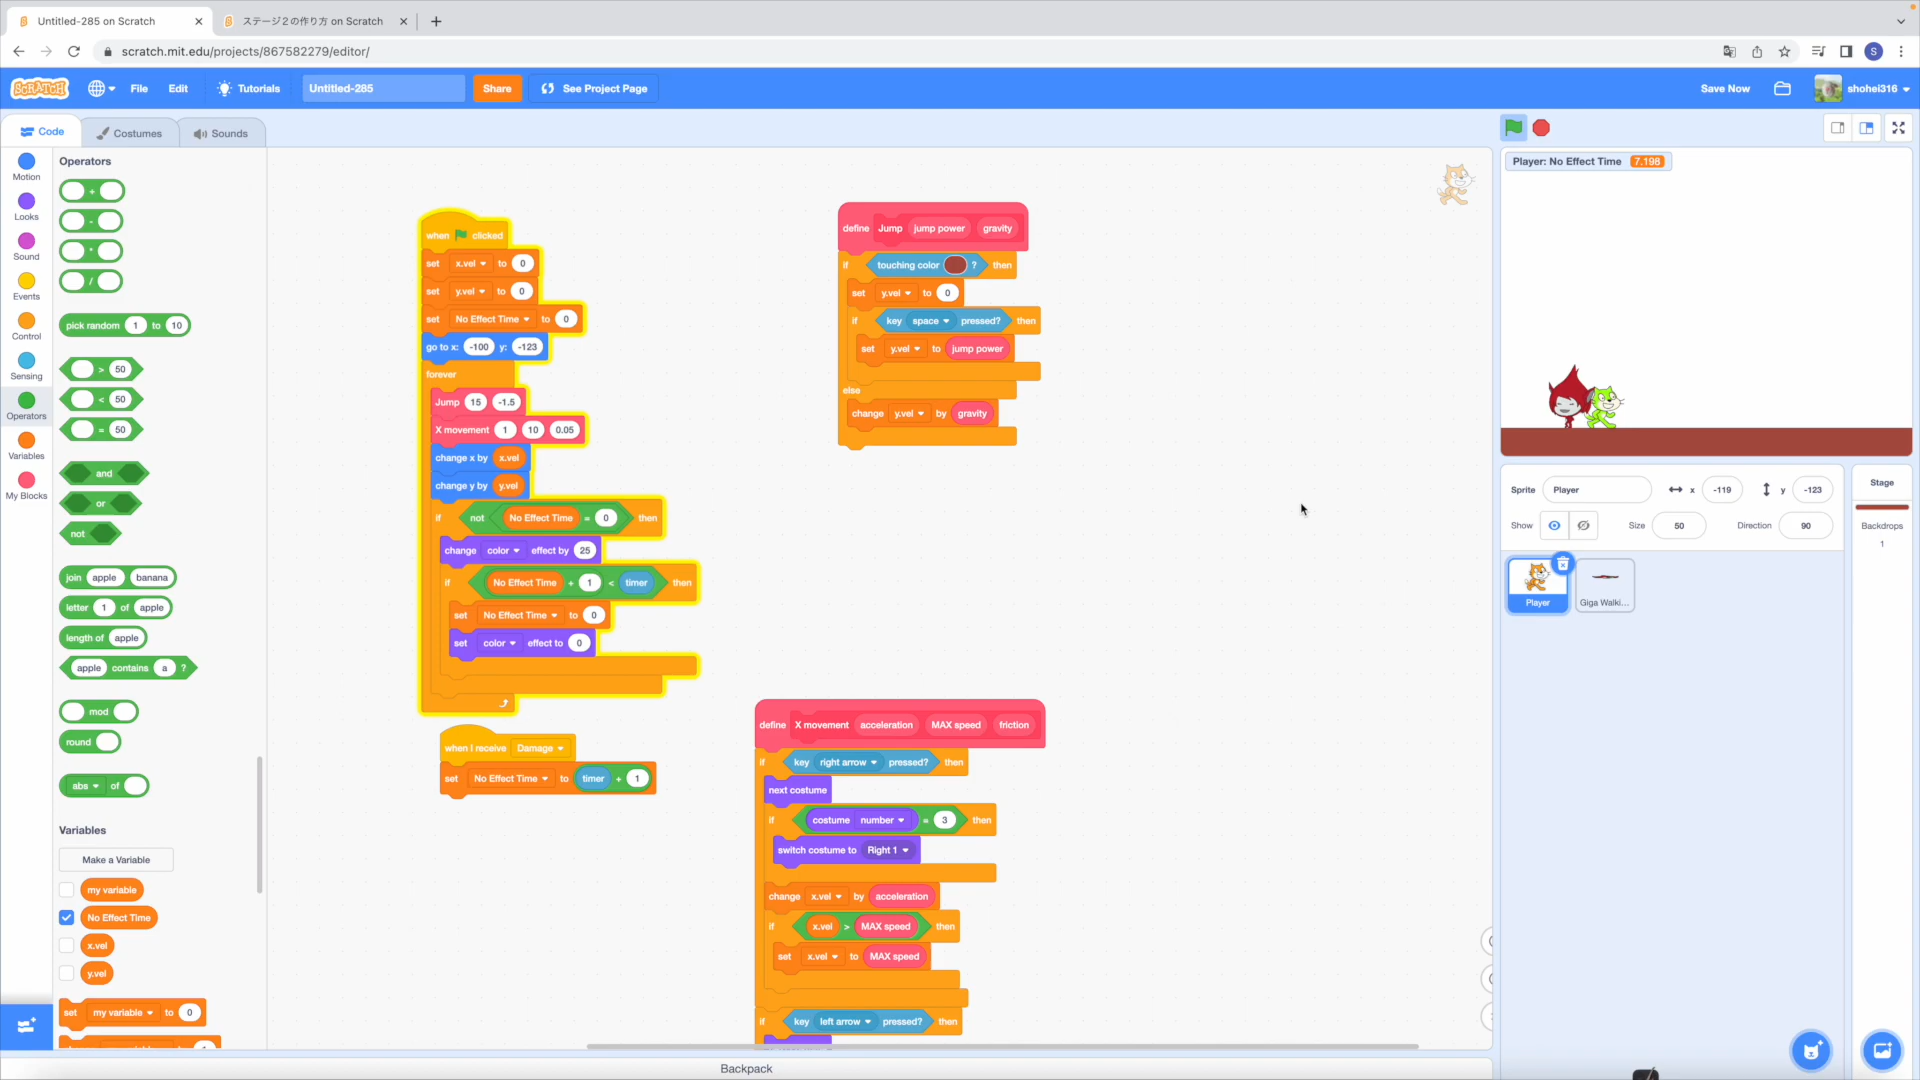 Untitled-285 on Scratch
ステージ２の作り方 on Scratch
scratch.mit.edu/projects/867582279/editor/
S
SCRATCH
File
Edit
Tutorials
Untitled-285
Share
See Project Page
Save Now
shohei316
Code
Costumes
Sounds
Motion
Looks
Sound
Events
Control
Sensing
Operators
Variables
My Blocks
Operators
+
-
*
/
pick random 1 to 10
> 50
< 50
= 50
and
or
not
join apple banana
letter 1 of apple
length of apple
apple contains a ?
mod
round
abs of
Variables
Make a Variable
my variable
No Effect Time
x.vel
y.vel
set my variable to 0
when clicked
set x.vel to 0
set y.vel to 0
set No Effect Time to 0
go to x: -100 y: -123
forever
Jump 15 -1.5
X movement 1 10 0.05
change x by x.vel
change y by y.vel
if not No Effect Time = 0 then
change color effect by 25
if No Effect Time + 1 < timer then
set No Effect Time to 0
set color effect to 0
when I receive Damage
set No Effect Time to timer + 1
define Jump jump power gravity
if touching color ? then
set y.vel to 0
if key space pressed? then
set y.vel to jump power
else
change y.vel by gravity
define X movement acceleration MAX speed friction
if key right arrow pressed? then
next costume
if costume number = 3 then
switch costume to Right 1
change x.vel by acceleration
if x.vel > MAX speed then
set x.vel to MAX speed
if key left arrow pressed? then
Player: No Effect Time 7.198
Sprite Player x -119 y -123
Show Size 50 Direction 90
Player
Giga Walki...
Stage
Backdrops
1
Backpack